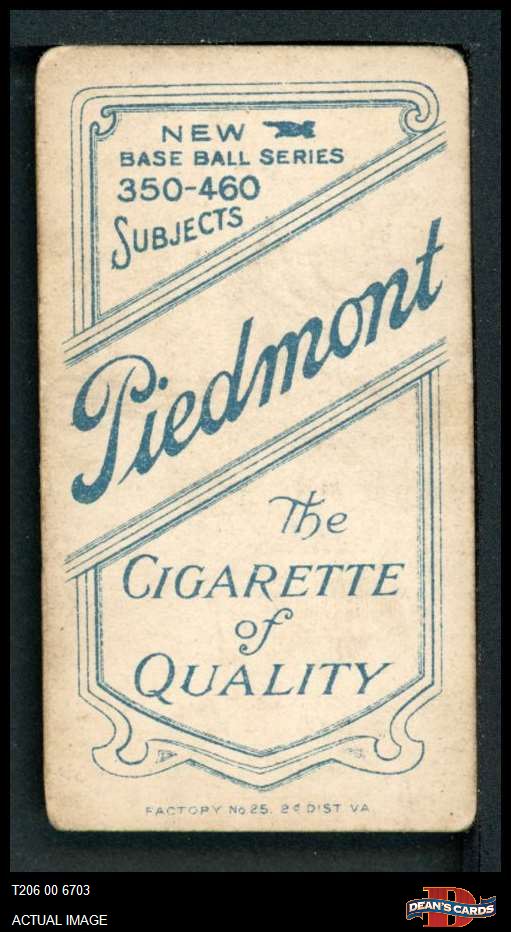 NEW
BASE BALL SERIES
350-460
SUBJECTS
Piedmont
The
CIGARETTE
of
QUALITY
FACTORY No 25. 2d DIST VA
T206 00 6703
ACTUAL IMAGE
D
DEAN'S CARDS